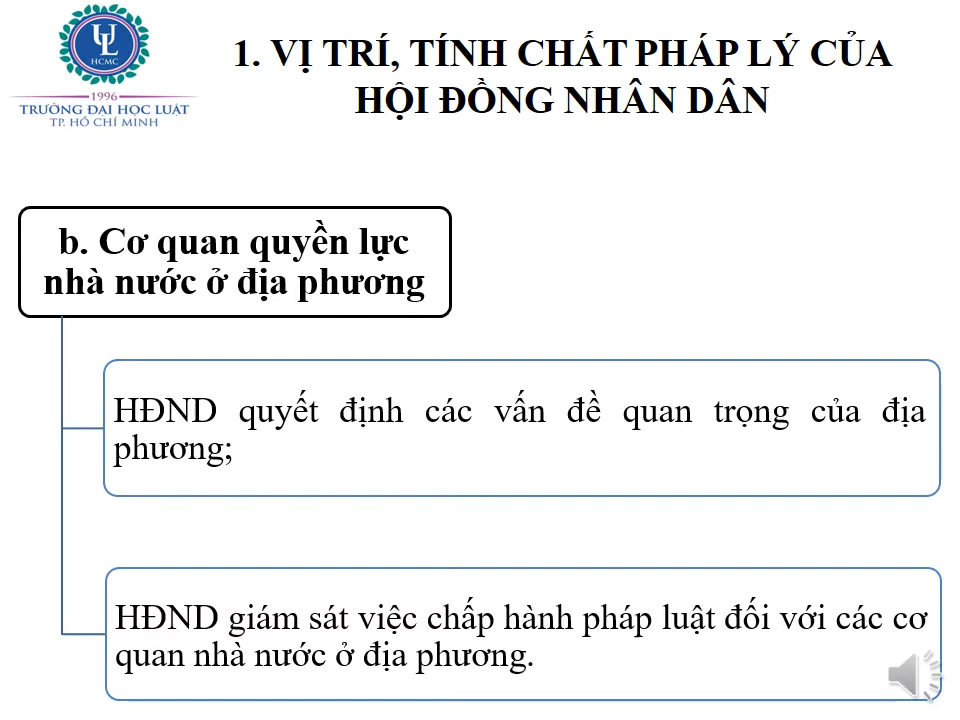 UL
HCMC
1996
TRƯỜNG ĐẠI HỌC LUẬT
TP. HỒ CHÍ MINH
1. VỊ TRÍ, TÍNH CHẤT PHÁP LÝ CỦA
HỘI ĐỒNG NHÂN DÂN
b. Cơ quan quyền lực
nhà nước ở địa phương
HĐND quyết định các vấn đề quan trọng của địa
phương;
HĐND giám sát việc chấp hành pháp luật đối với các cơ
quan nhà nước ở địa phương.